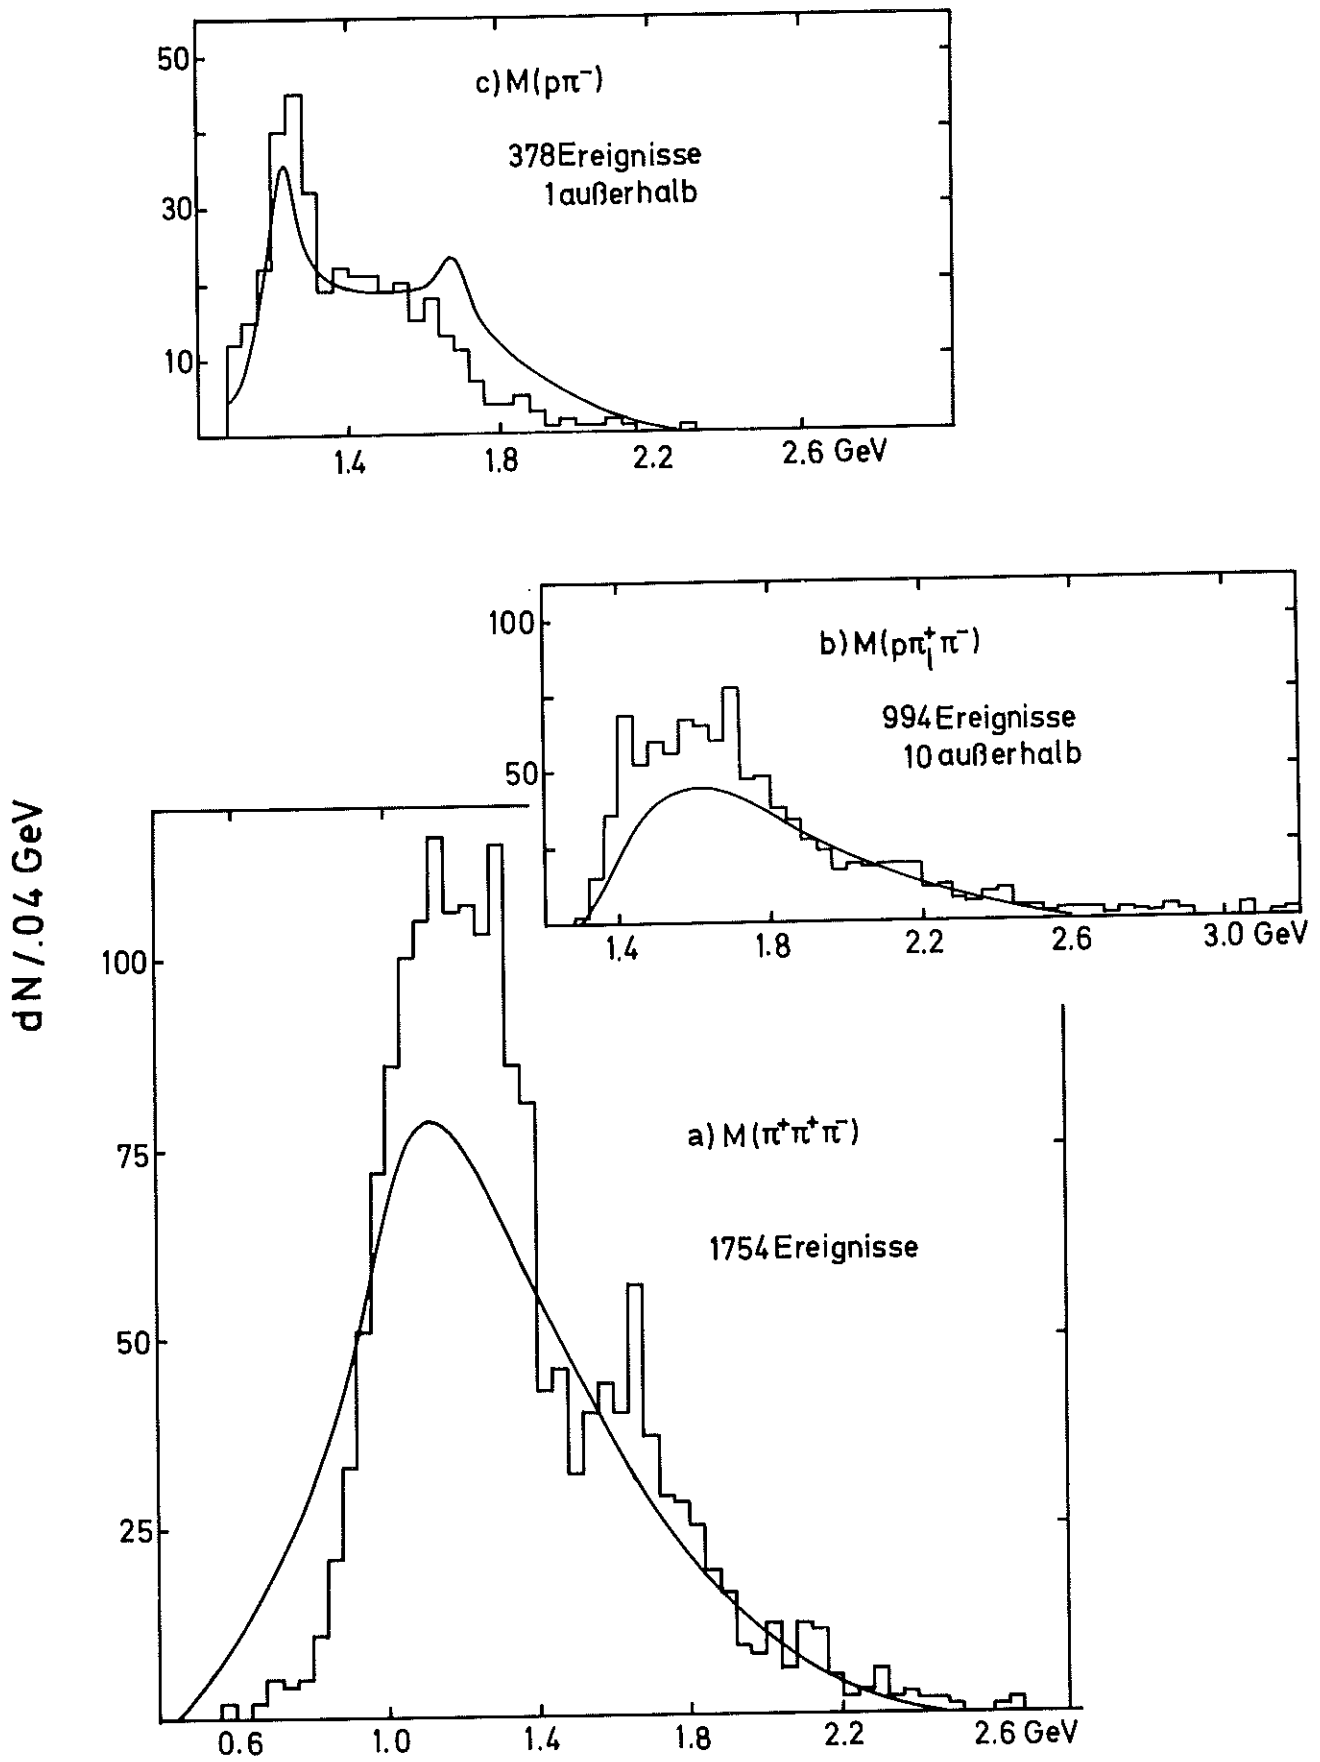 50
30
10
c) M(pπ⁻)
378 Ereignisse
1 außerhalb
1.4 1.8 2.2 2.6 GeV
100
50
b) M(pπ₁⁺π⁻)
994 Ereignisse
10 außerhalb
1.4 1.8 2.2 2.6 3.0 GeV
dN/.04 GeV
100
75
50
25
a) M(π⁺π⁺π⁻)
1754 Ereignisse
0.6 1.0 1.4 1.8 2.2 2.6 GeV